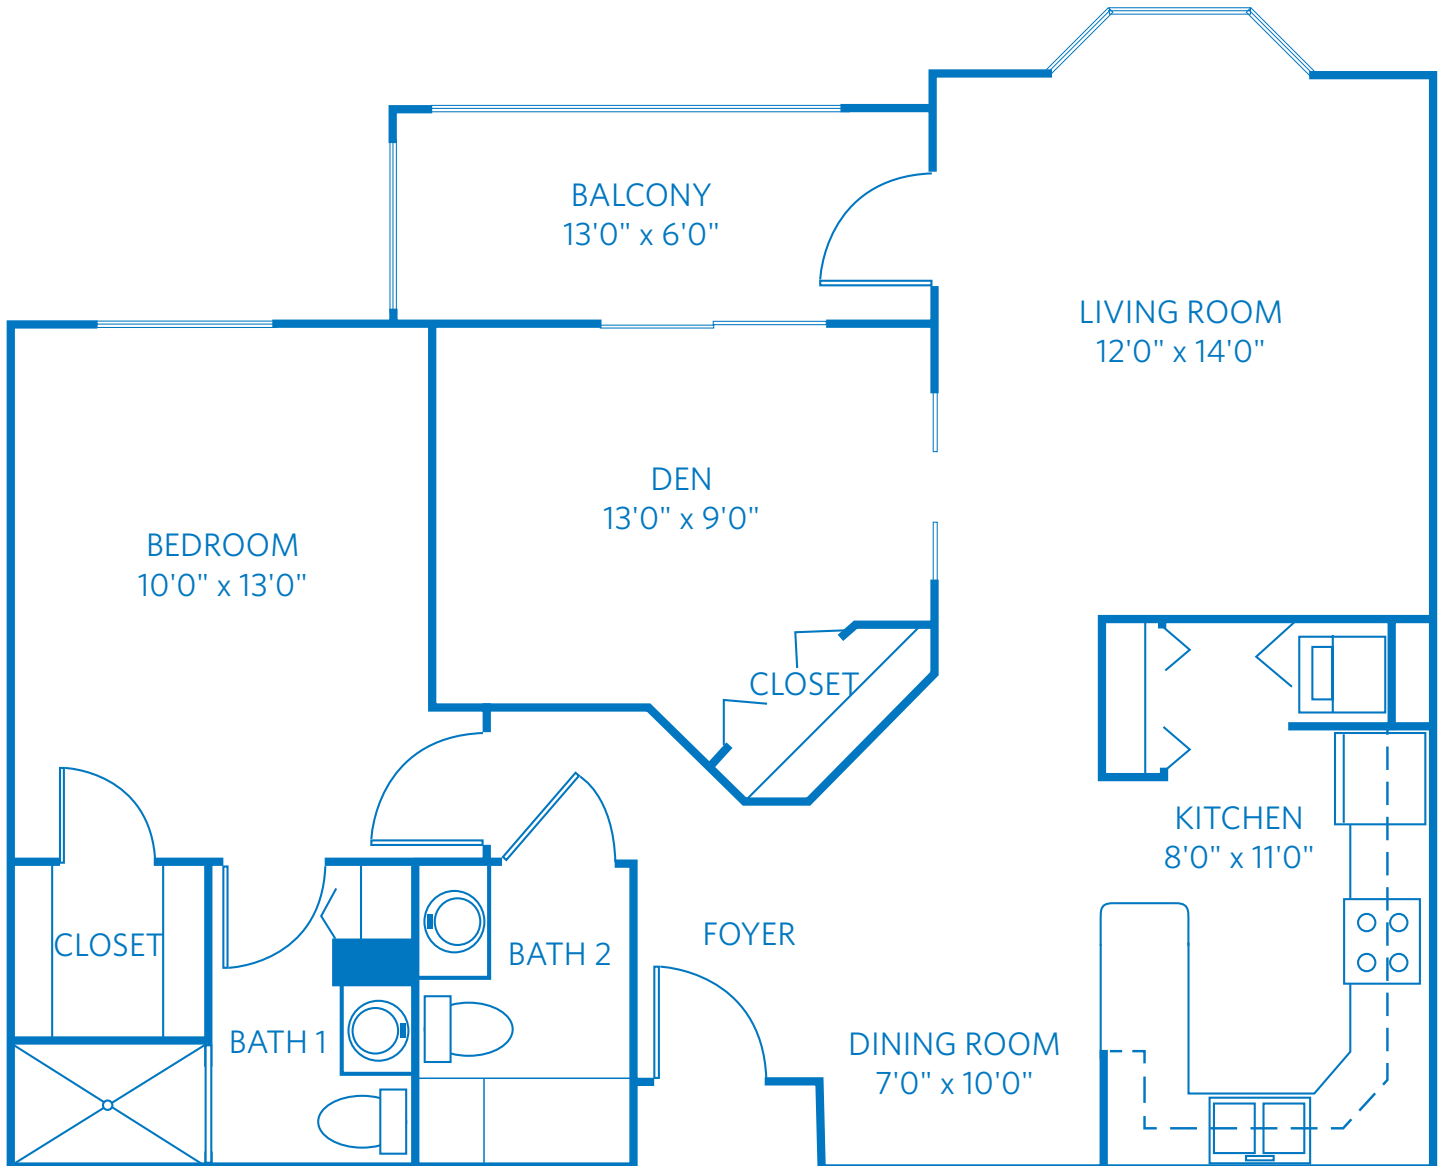 BALCONY
13'0" x 6'0"
LIVING ROOM
12'0" x 14'0"
DEN
13'0" x 9'0"
BEDROOM
10'0" x 13'0"
CLOSET
KITCHEN
8'0" x 11'0"
FOYER
CLOSET
BATH 2
BATH 1
DINING ROOM
7'0" x 10'0"